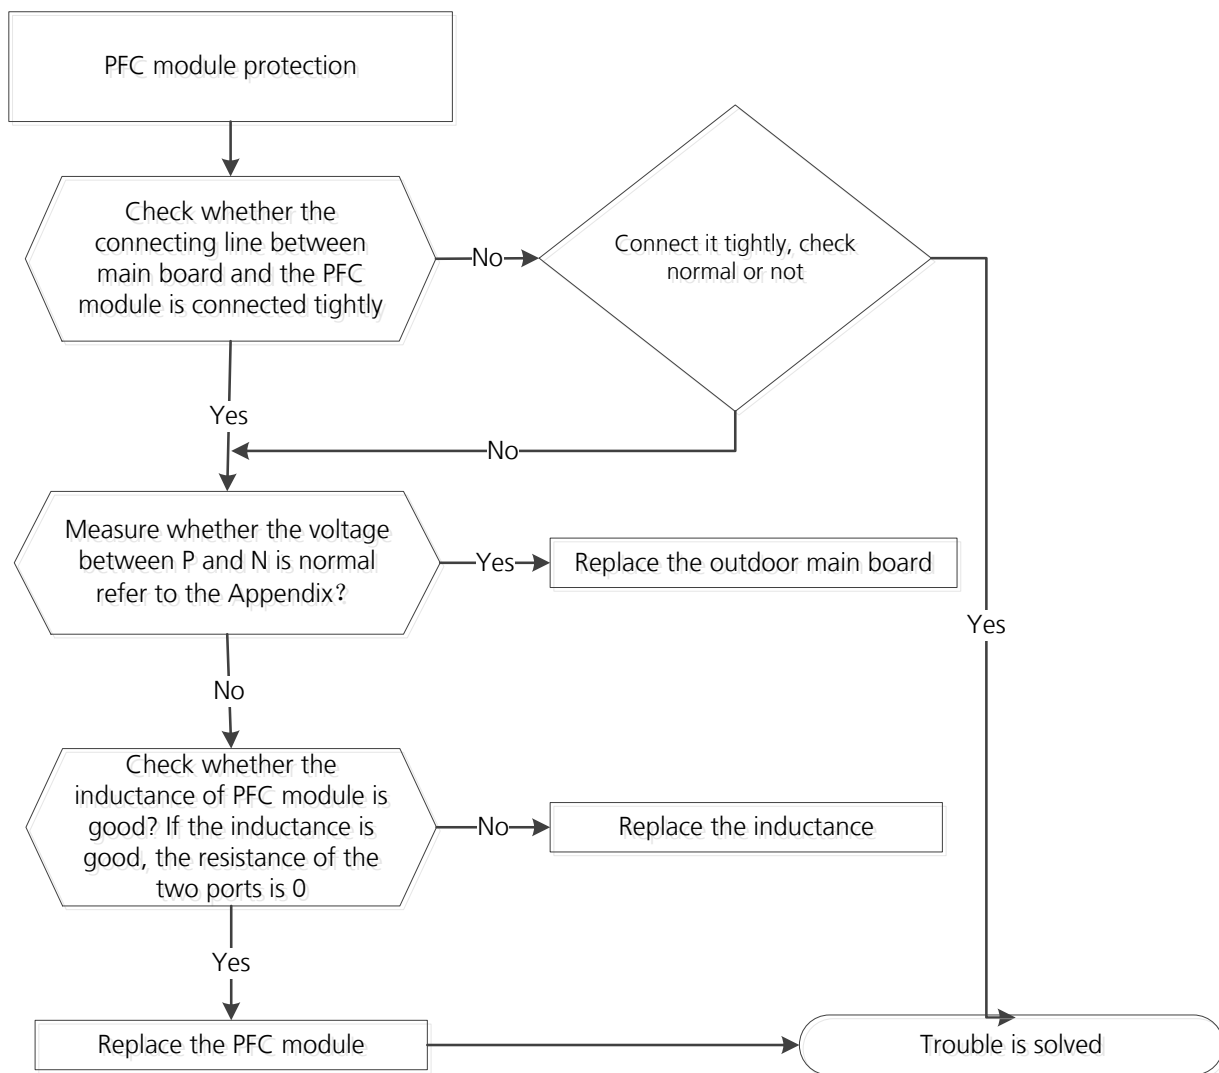 PFC module protection
Check whether the
connecting line between
main board and the PFC
module is connected tightly
No
Connect it tightly, check
normal or not
Yes
No
Measure whether the voltage
between P and N is normal
refer to the Appendix？
Yes
Replace the outdoor main board
Yes
No
Check whether the
inductance of PFC module is
good? If the inductance is
good, the resistance of the
two ports is 0
No
Replace the inductance
Yes
Replace the PFC module
Trouble is solved